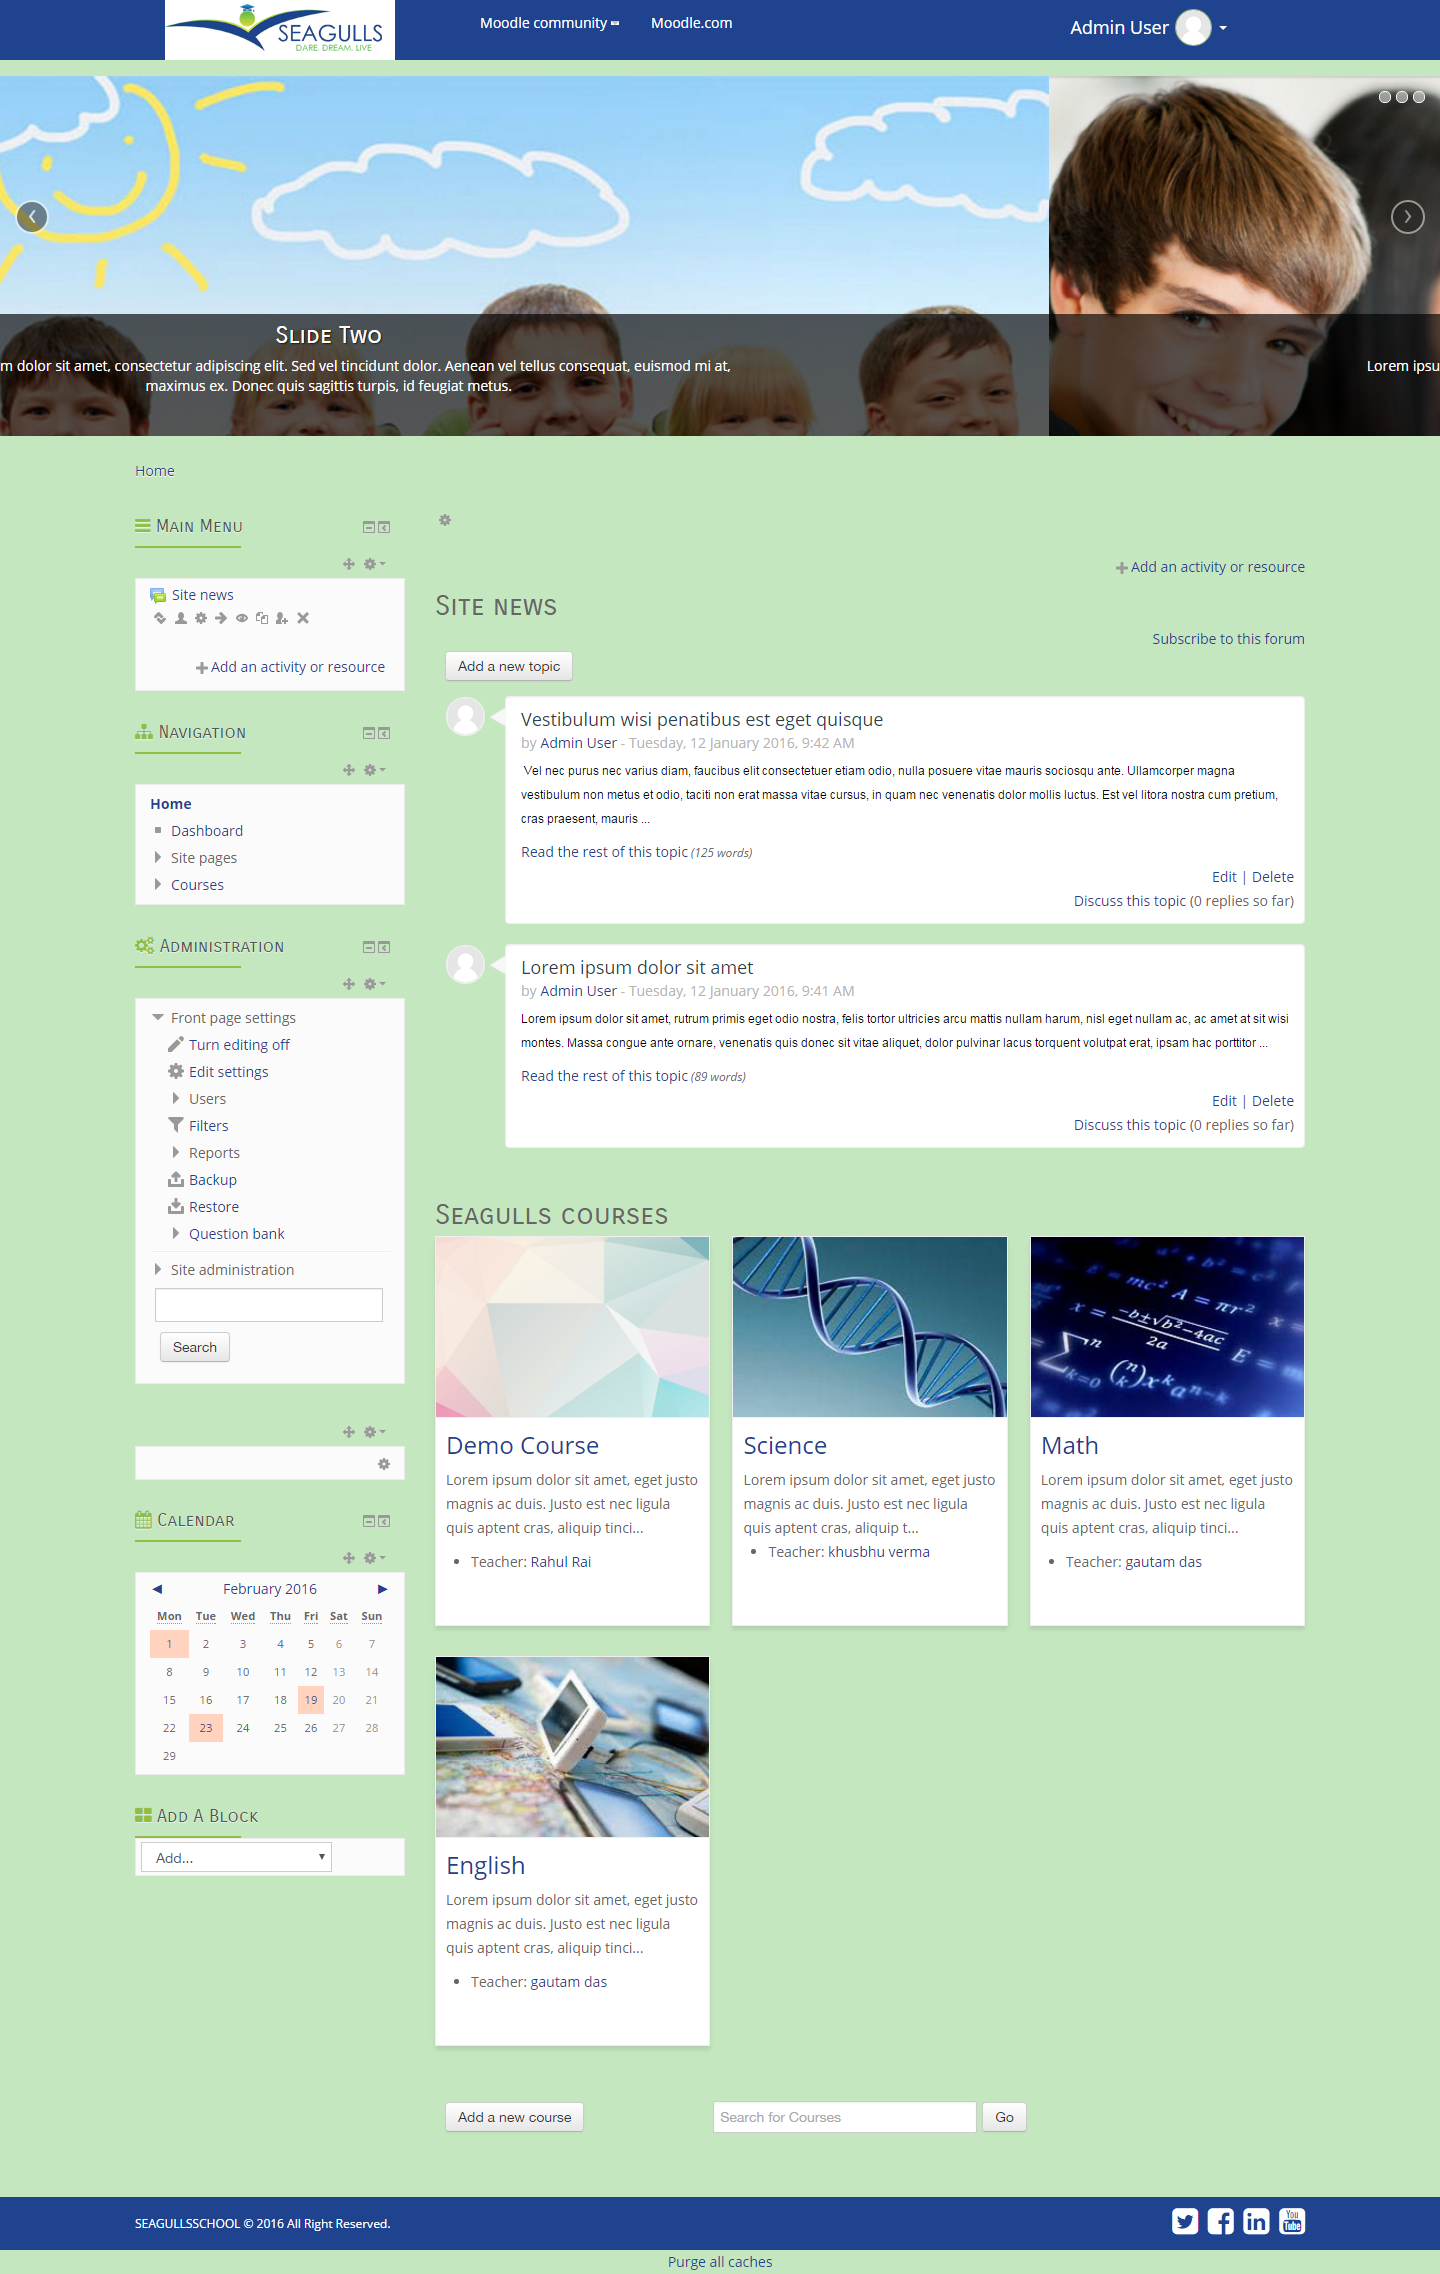 SEAGULLS
DARE. DREAM. LIVE
Moodle community
Moodle.com
Admin User
Slide Two
m dolor sit amet, consectetur adipiscing elit. Sed vel tincidunt dolor. Aenean vel tellus consequat, euismod mi at,
maximus ex. Donec quis sagittis turpis, id feugiat metus.
Lorem ipsu
Home
Main Menu
Site news
Add an activity or resource
Navigation
Home
Dashboard
Site pages
Courses
Administration
Front page settings
Turn editing off
Edit settings
Users
Filters
Reports
Backup
Restore
Question bank
Site administration
Search
Calendar
◄ February 2016 ►
Mon Tue Wed Thu Fri Sat Sun
1 2 3 4 5 6 7
8 9 10 11 12 13 14
15 16 17 18 19 20 21
22 23 24 25 26 27 28
29
Add A Block
Add...
Add an activity or resource
Site news
Subscribe to this forum
Add a new topic
Vestibulum wisi penatibus est eget quisque
by Admin User - Tuesday, 12 January 2016, 9:42 AM
Vel nec purus nec varius diam, faucibus elit consectetuer etiam odio, nulla posuere vitae mauris sociosqu ante. Ullamcorper magna
vestibulum non metus et odio, taciti non erat massa vitae cursus, in quam nec venenatis dolor mollis luctus. Est vel litora nostra cum pretium,
cras praesent, mauris ...
Read the rest of this topic (125 words)
Edit | Delete
Discuss this topic (0 replies so far)
Lorem ipsum dolor sit amet
by Admin User - Tuesday, 12 January 2016, 9:41 AM
Lorem ipsum dolor sit amet, rutrum primis eget odio nostra, felis tortor ultricies arcu mattis nullam harum, nisl eget nullam ac, ac amet at sit wisi
montes. Massa congue ante ornare, venenatis quis donec sit vitae aliquet, dolor pulvinar lacus torquent volutpat erat, ipsam hac porttitor ...
Read the rest of this topic (89 words)
Edit | Delete
Discuss this topic (0 replies so far)
Seagulls courses
Demo Course
Lorem ipsum dolor sit amet, eget justo
magnis ac duis. Justo est nec ligula
quis aptent cras, aliquip tinci...
• Teacher: Rahul Rai
Science
Lorem ipsum dolor sit amet, eget justo
magnis ac duis. Justo est nec ligula
quis aptent cras, aliquip t...
• Teacher: khusbhu verma
Math
Lorem ipsum dolor sit amet, eget justo
magnis ac duis. Justo est nec ligula
quis aptent cras, aliquip tinci...
• Teacher: gautam das
English
Lorem ipsum dolor sit amet, eget justo
magnis ac duis. Justo est nec ligula
quis aptent cras, aliquip tinci...
• Teacher: gautam das
Add a new course
Search for Courses
Go
SEAGULLSSCHOOL © 2016 All Right Reserved.
You
Tube
Purge all caches